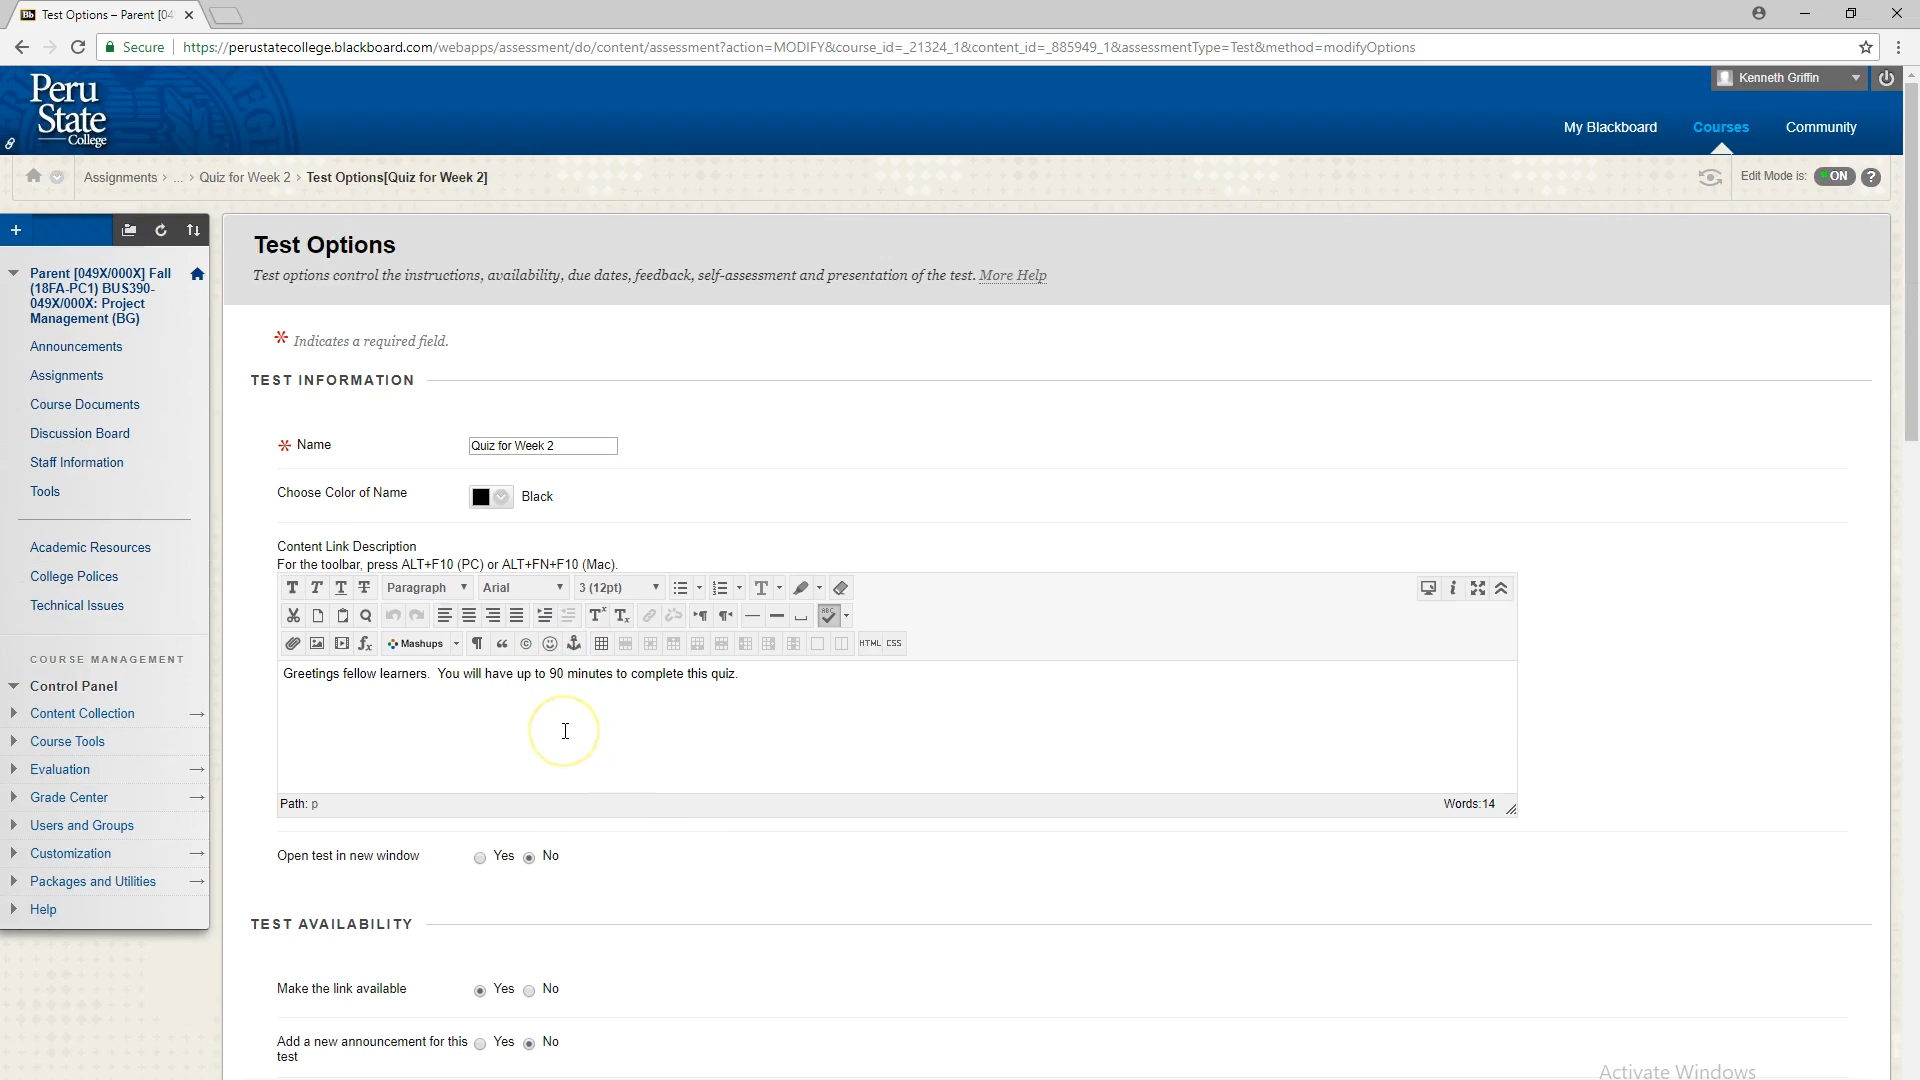 Test Options – Parent [04
Secure
https://perustatecollege.blackboard.com/webapps/assessment/do/content/assessment?action=MODIFY&course_id=_21324_1&content_id=_885949_1&assessmentType=Test&method=modifyOptions
Peru
State
College
Kenneth Griffin
My Blackboard
Courses
Community
Assignments > ... > Quiz for Week 2 > Test Options[Quiz for Week 2]
Edit Mode is: ON ?
Parent [049X/000X] Fall
(18FA-PC1) BUS390-
049X/000X: Project
Management (BG)
Announcements
Assignments
Course Documents
Discussion Board
Staff Information
Tools
Academic Resources
College Polices
Technical Issues
COURSE MANAGEMENT
Control Panel
Content Collection
Course Tools
Evaluation
Grade Center
Users and Groups
Customization
Packages and Utilities
Help
Test Options
Test options control the instructions, availability, due dates, feedback, self-assessment and presentation of the test. More Help
* Indicates a required field.
TEST INFORMATION
* Name
Quiz for Week 2
Choose Color of Name
Black
Content Link Description
For the toolbar, press ALT+F10 (PC) or ALT+FN+F10 (Mac).
T T T T Paragraph Arial 3 (12pt)
Mashups
HTML CSS
Greetings fellow learners.  You will have up to 90 minutes to complete this quiz.
Path: p
Words:14
Open test in new window
Yes No
TEST AVAILABILITY
Make the link available
Yes No
Add a new announcement for this
test
Yes No
Activate Windows